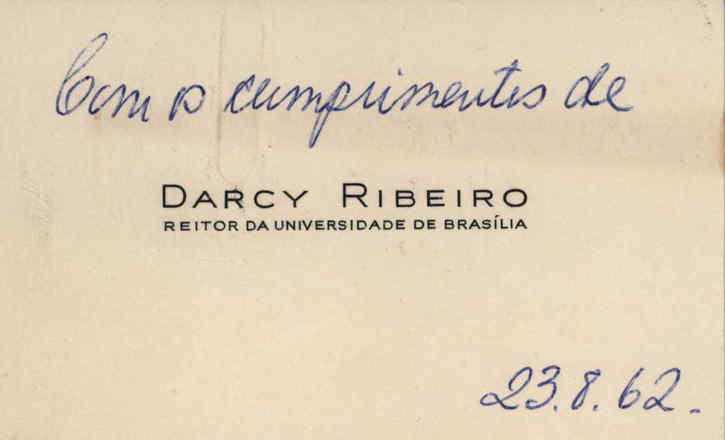 Com os cumprimentos de
DARCY RIBEIRO
REITOR DA UNIVERSIDADE DE BRASÍLIA
23.8.62.